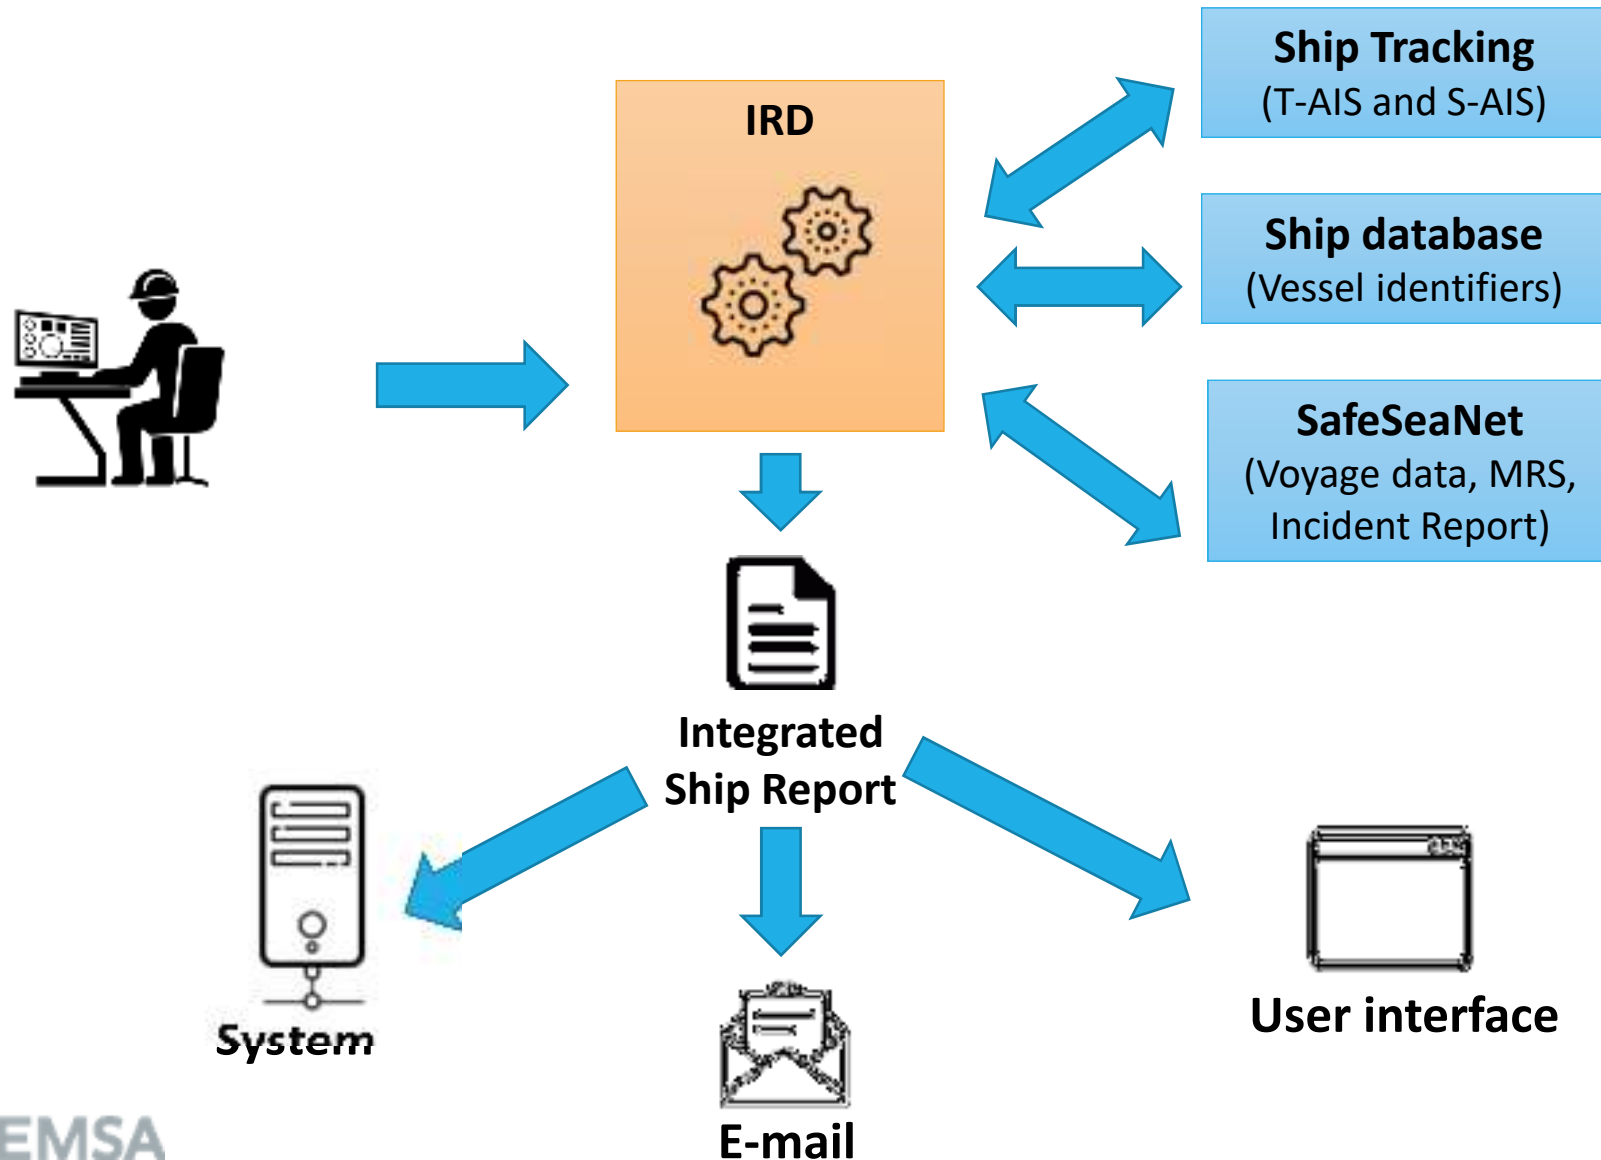 IRD
Ship Tracking
(T-AIS and S-AIS)
Ship database
(Vessel identifiers)
SafeSeaNet
(Voyage data, MRS,
Incident Report)
Integrated
Ship Report
System
E-mail
User interface
EMSA